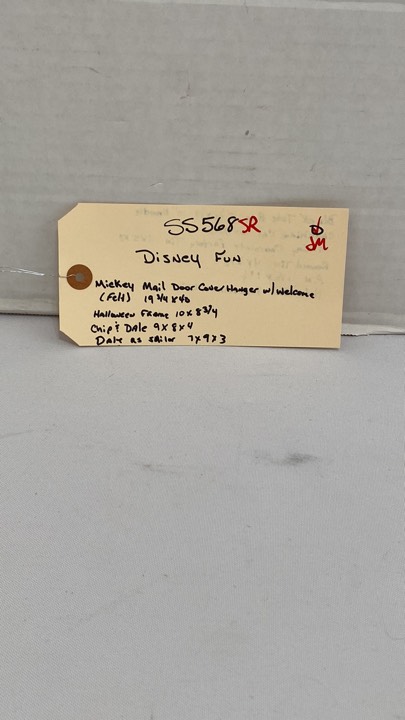 SS568SR
JM
Disney Fun
Mickey Mail Door Cover Hanger w/ Welcome
(Felt) 19 3/4 x 40
Halloween Frame 10 x 8 3/4
Chip & Dale 9 x 8 x 4
Dale as sailor 7 x 9 x 3